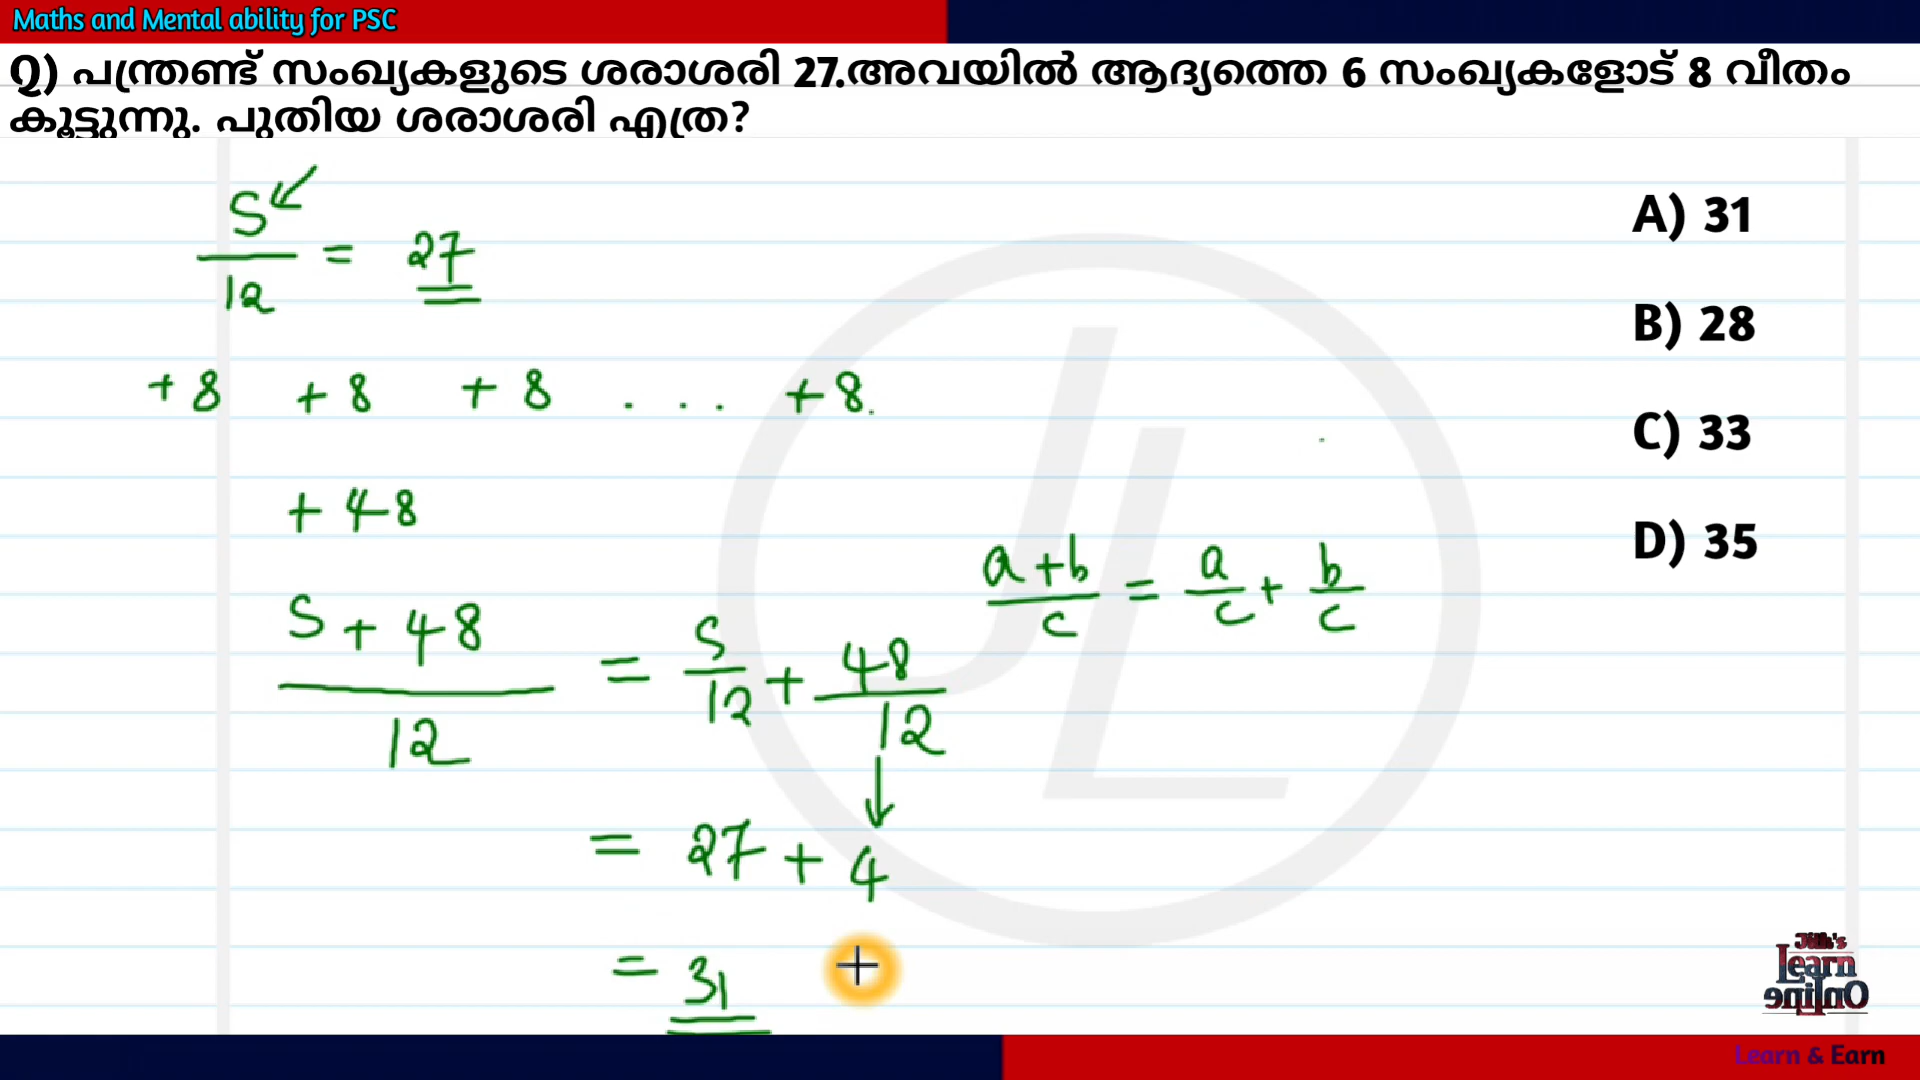 Maths and Mental ability for PSC
Q) പന്ത്രണ്ട് സംഖ്യകളുടെ ശരാശരി 27.അവയിൽ ആദ്യത്തെ 6 സംഖ്യകളോട് 8 വീതം
കൂട്ടുന്നു. പുതിയ ശരാശരി എത്ര?
S/12 = 27
+8 +8 +8 .... +8.
+48
(S+48)/12 = S/12 + 48/12
(a+b)/c = a/c + b/c
= 27 + 4
= 31
A) 31
B) 28
C) 33
D) 35
Jith's
Learn
Online
Learn & Earn